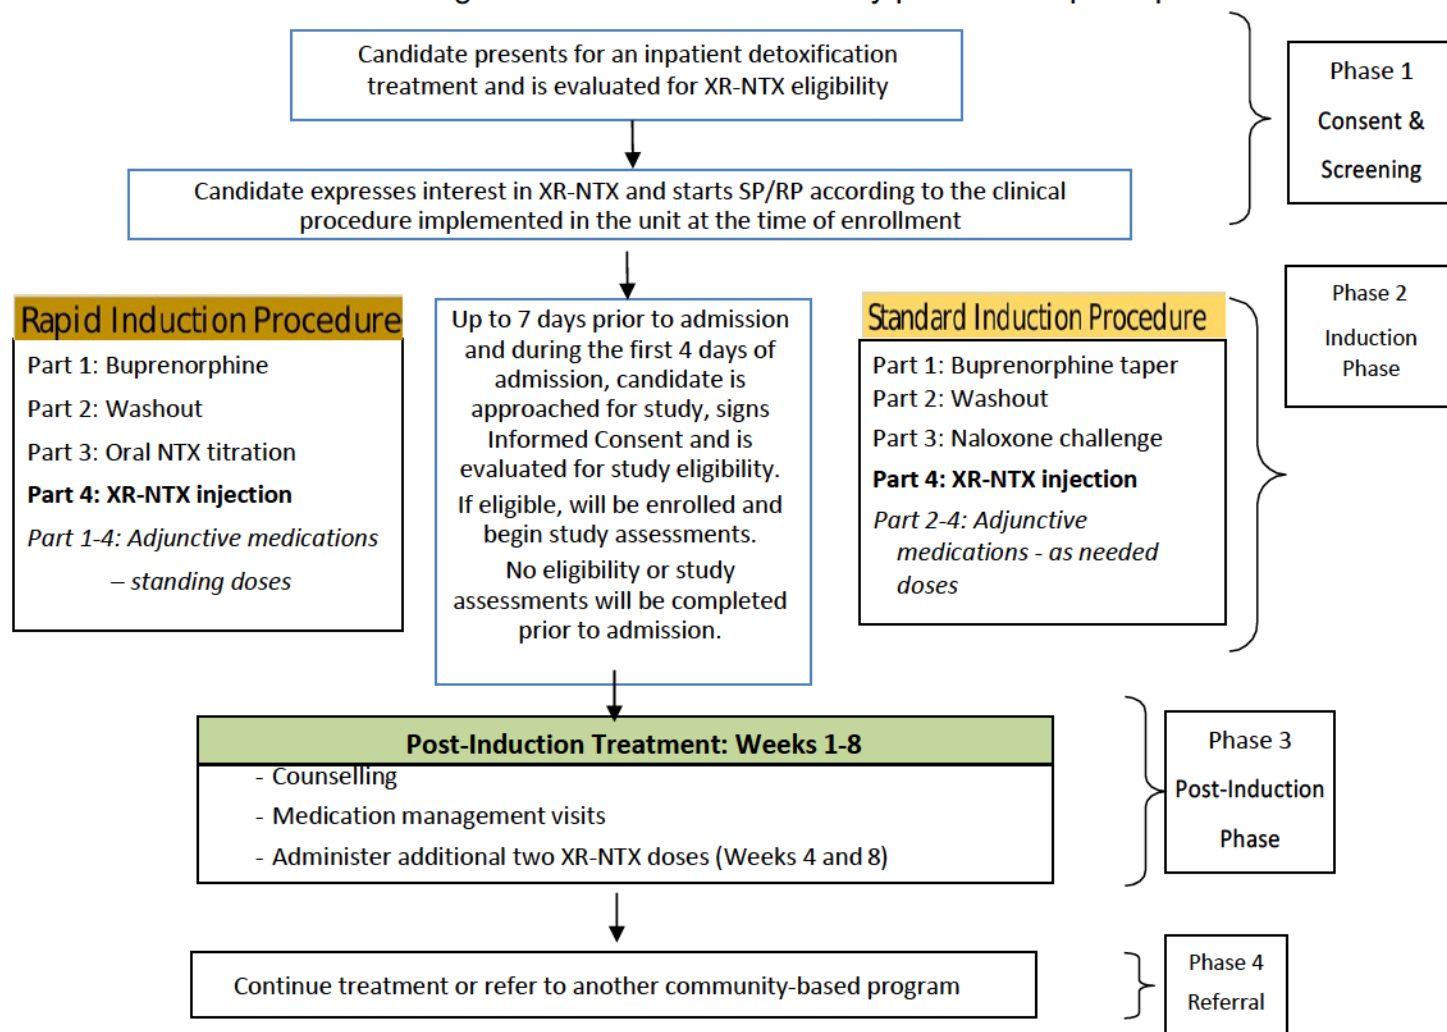 Candidate presents for an inpatient detoxification
treatment and is evaluated for XR-NTX eligibility
Phase 1
Consent &
Screening
Candidate expresses interest in XR-NTX and starts SP/RP according to the clinical
procedure implemented in the unit at the time of enrollment
Rapid Induction Procedure
Part 1: Buprenorphine
Part 2: Washout
Part 3: Oral NTX titration
Part 4: XR-NTX injection
Part 1-4: Adjunctive medications
– standing doses
Up to 7 days prior to admission
and during the first 4 days of
admission, candidate is
approached for study, signs
Informed Consent and is
evaluated for study eligibility.
If eligible, will be enrolled and
begin study assessments.
No eligibility or study
assessments will be completed
prior to admission.
Standard Induction Procedure
Part 1: Buprenorphine taper
Part 2: Washout
Part 3: Naloxone challenge
Part 4: XR-NTX injection
Part 2-4: Adjunctive
medications - as needed
doses
Phase 2
Induction
Phase
Post-Induction Treatment: Weeks 1-8
- Counselling
- Medication management visits
- Administer additional two XR-NTX doses (Weeks 4 and 8)
Phase 3
Post-Induction
Phase
Continue treatment or refer to another community-based program
Phase 4
Referral